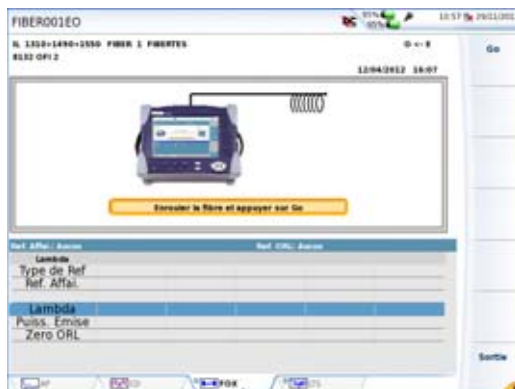 FIBER001EO
10:57
IL 1310+1490+1550 FIBER 1 FIBERTES
O <-- E
8132 OFI 2
12/04/2012 16:07
Go
Enrouler la fibre et appuyer sur Go
Ref. Affai.: Aucun
Ref. ORL: Aucun
Lambda
Type de Ref
Ref. Affai.
Lambda
Puiss. Emise
Zero ORL
Sortie
FOX